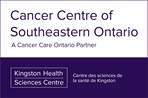 Cancer Centre of
Southeastern Ontario
A Cancer Care Ontario Partner
Kingston Health
Sciences Centre
Centre des sciences de
la santé de Kingston